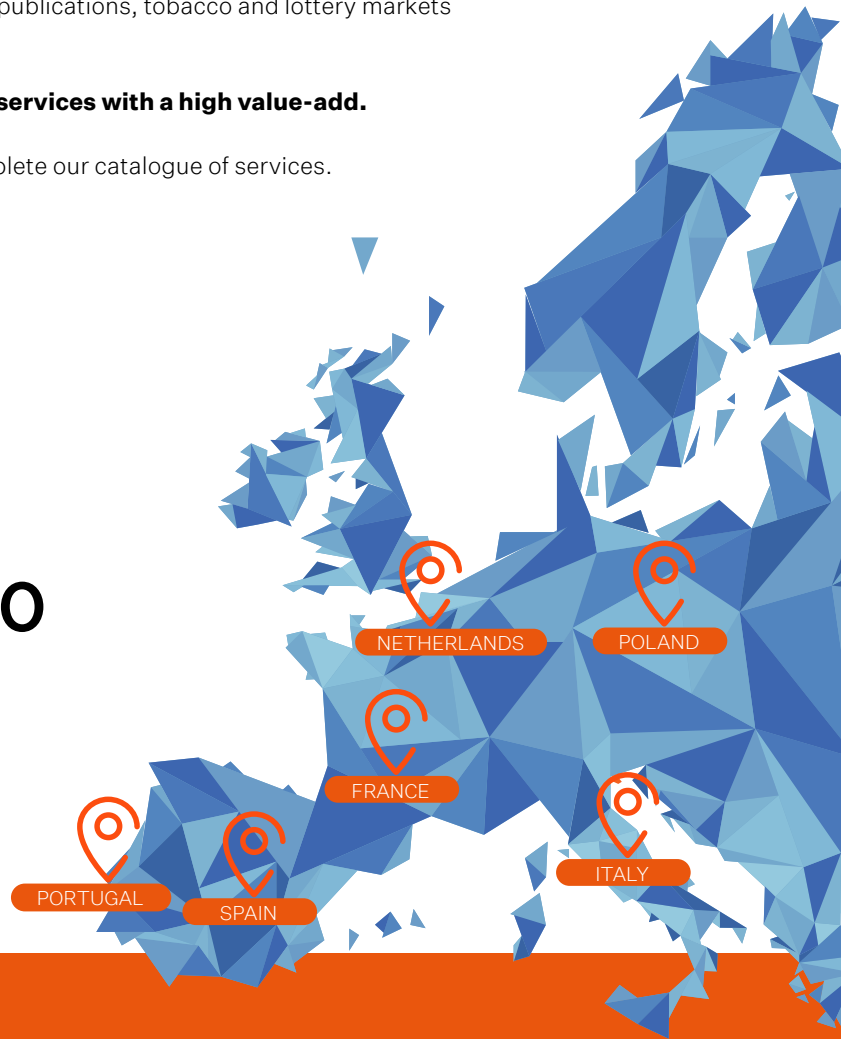 publications, tobacco and lottery markets
services with a high value-add.
plete our catalogue of services.
o
NETHERLANDS
POLAND
FRANCE
ITALY
PORTUGAL
SPAIN